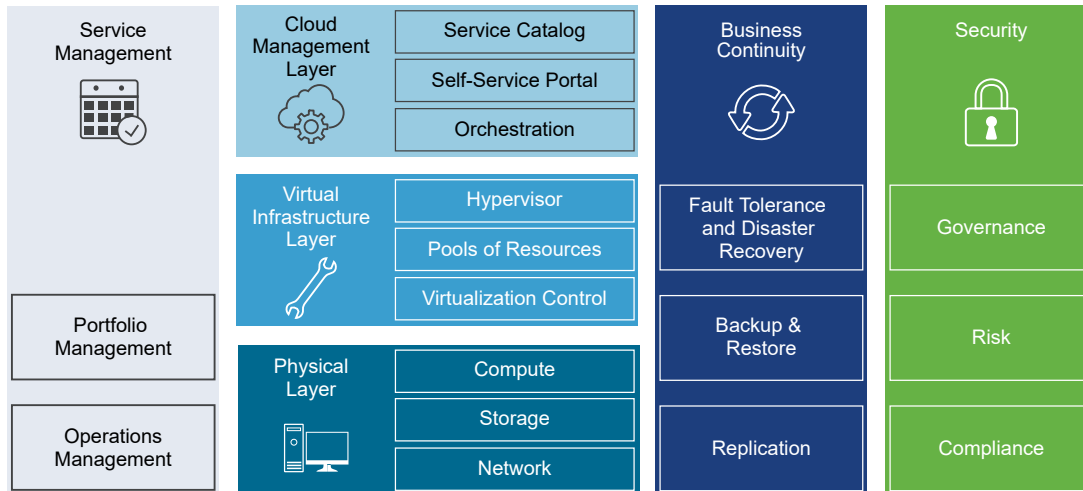 Service
Management
Portfolio
Management
Operations
Management
Cloud
Management
Layer
Service Catalog
Self-Service Portal
Orchestration
Virtual
Infrastructure
Layer
Hypervisor
Pools of Resources
Virtualization Control
Physical
Layer
Compute
Storage
Network
Business
Continuity
Fault Tolerance
and Disaster
Recovery
Backup &
Restore
Replication
Security
Governance
Risk
Compliance